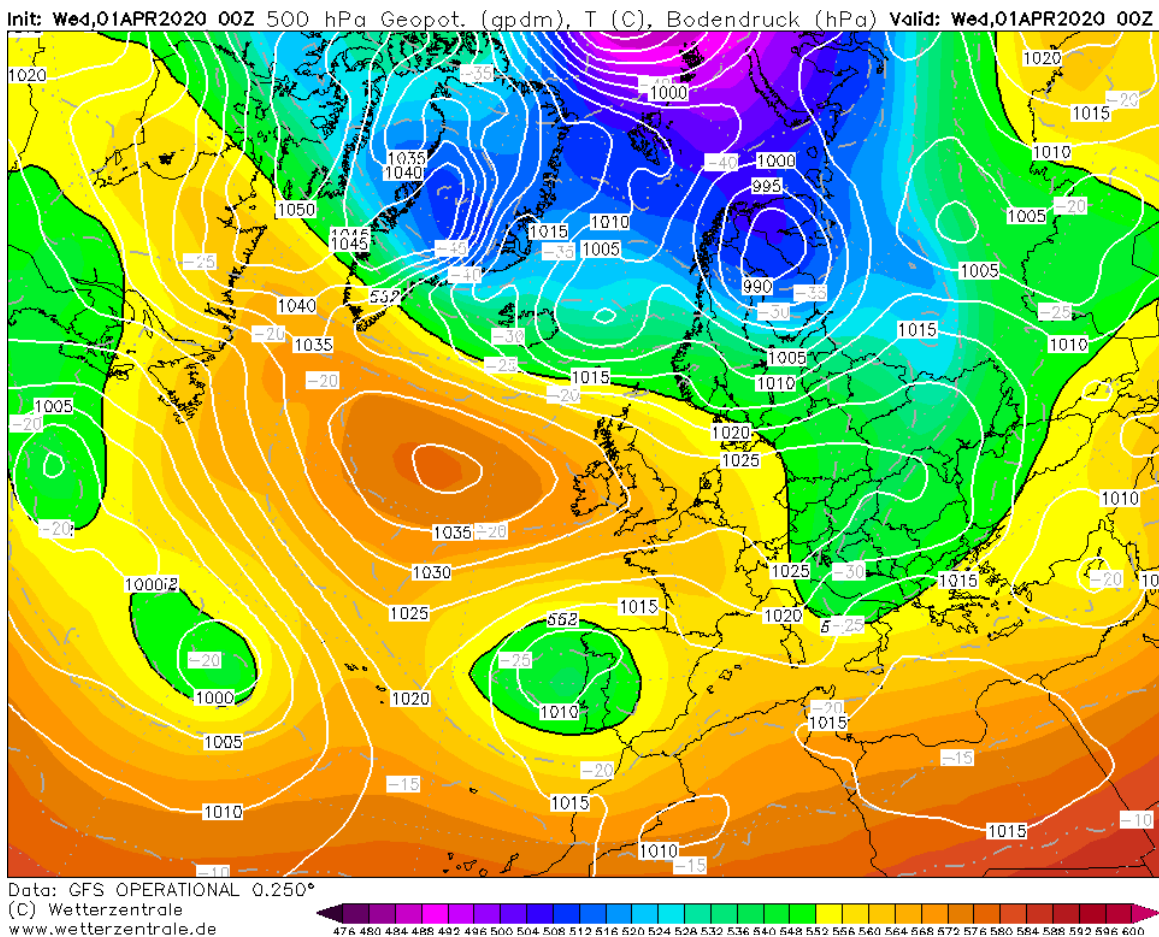 Init: Wed,01APR2020 00Z 500 hPa Geopot. (gpdm), T (C), Bodendruck (hPa) Valid: Wed,01APR2020 00Z
1020 -35 1020
-40 1000 -20
1015
1035 -40 1000 1010
1040 995
1050 1010 1005 -20
1015
1045 -45 -35 1005
-25 -40 990 -35 1005
552
1040 -30 -25
-20 1035 -30 1015
-25 1005 1010
-20 1015 1010
1005 -20
-20 1020
1025
1010
-20 1035 -20
1030 1025 -30 1015 -20
1000
1025 1015 1020
552 -25
-20 -25
1000 1020 1010 -20
1015
1005
-15 -20 -15
1010 1015 -10
1015
1010
-10 -15
Data: GFS OPERATIONAL 0.250°
(C) Wetterzentrale
www.wetterzentrale.de
476 480 484 488 492 496 500 504 508 512 516 520 524 528 532 536 540 544 548 552 556 560 564 568 572 576 580 584 588 592 596 600